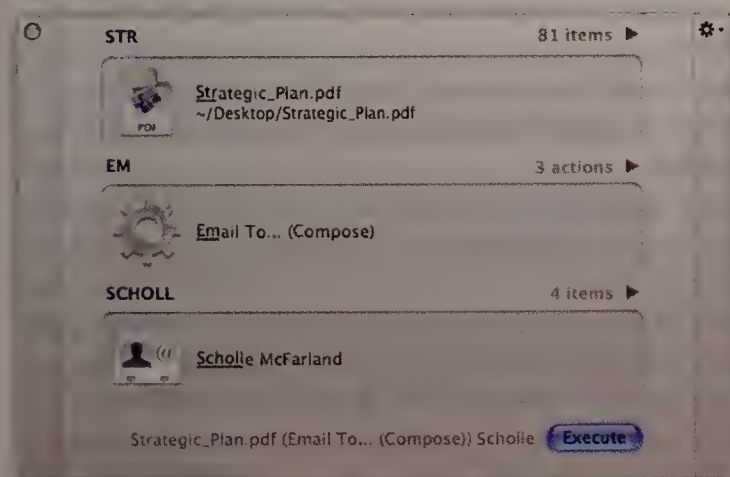 STR 81 items
Strategic_Plan.pdf
~/Desktop/Strategic_Plan.pdf
PDF
EM 3 actions
Email To... (Compose)
SCHOLL 4 items
Scholle McFarland
Strategic_Plan.pdf (Email To... (Compose)) Scholle Execute